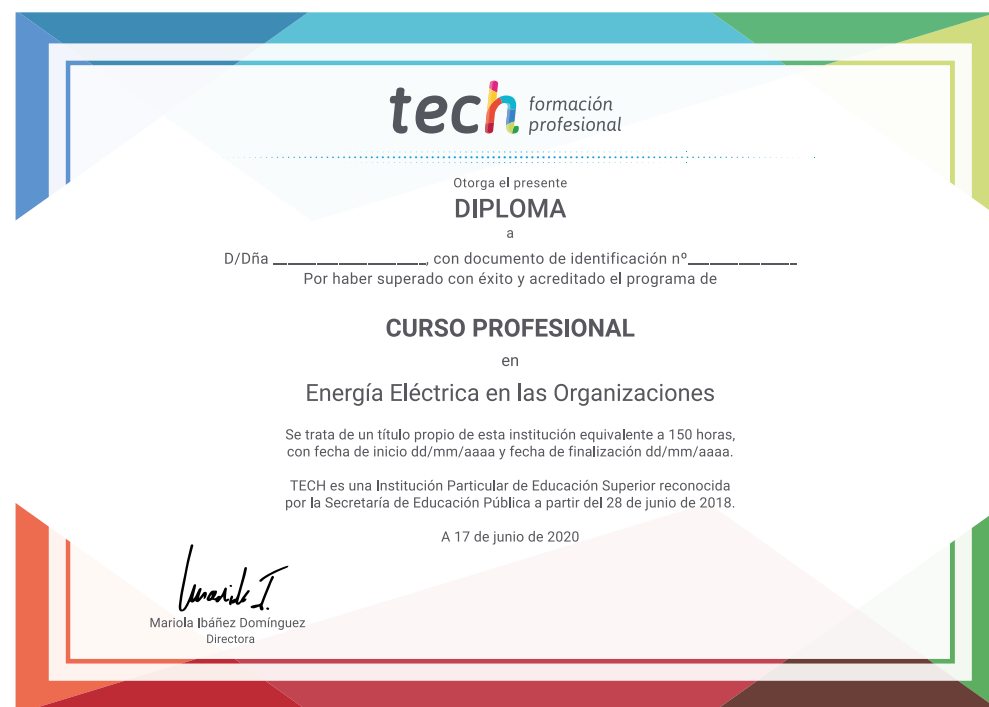 tech formación
profesional
Otorga el presente
DIPLOMA
a
D/Dña ____________________, con documento de identificación nº______________
Por haber superado con éxito y acreditado el programa de
CURSO PROFESIONAL
en
Energía Eléctrica en las Organizaciones
Se trata de un título propio de esta institución equivalente a 150 horas,
con fecha de inicio dd/mm/aaaa y fecha de finalización dd/mm/aaaa.
TECH es una Institución Particular de Educación Superior reconocida
por la Secretaría de Educación Pública a partir del 28 de junio de 2018.
A 17 de junio de 2020
Mariola Ibáñez Domínguez
Directora